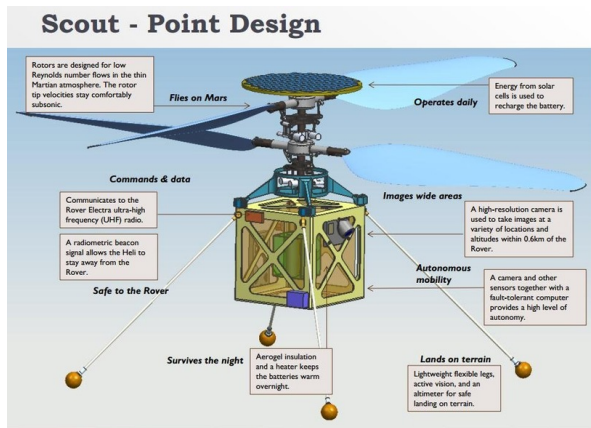 Scout - Point Design
Rotors are designed for low
Reynolds number flows in the thin
Martian atmosphere. The rotor
tip velocities stay comfortably
subsonic.
Flies on Mars
Energy from solar
cells is used to
recharge the battery.
Operates daily
Commands & data
Communicates to the
Rover Electra ultra-high
frequency (UHF) radio.
A radiometric beacon
signal allows the Heli to
stay away from the
Rover.
Safe to the Rover
Images wide areas
A high-resolution camera is
used to take images at a
variety of locations and
altitudes within 0.6km of the
Rover.
Autonomous
mobility
A camera and other
sensors together with a
fault-tolerant computer
provides a high level of
autonomy.
Survives the night
Aerogel insulation
and a heater keeps
the batteries warm
overnight.
Lands on terrain
Lightweight flexible legs,
active vision, and an
altimeter for safe
landing on terrain.